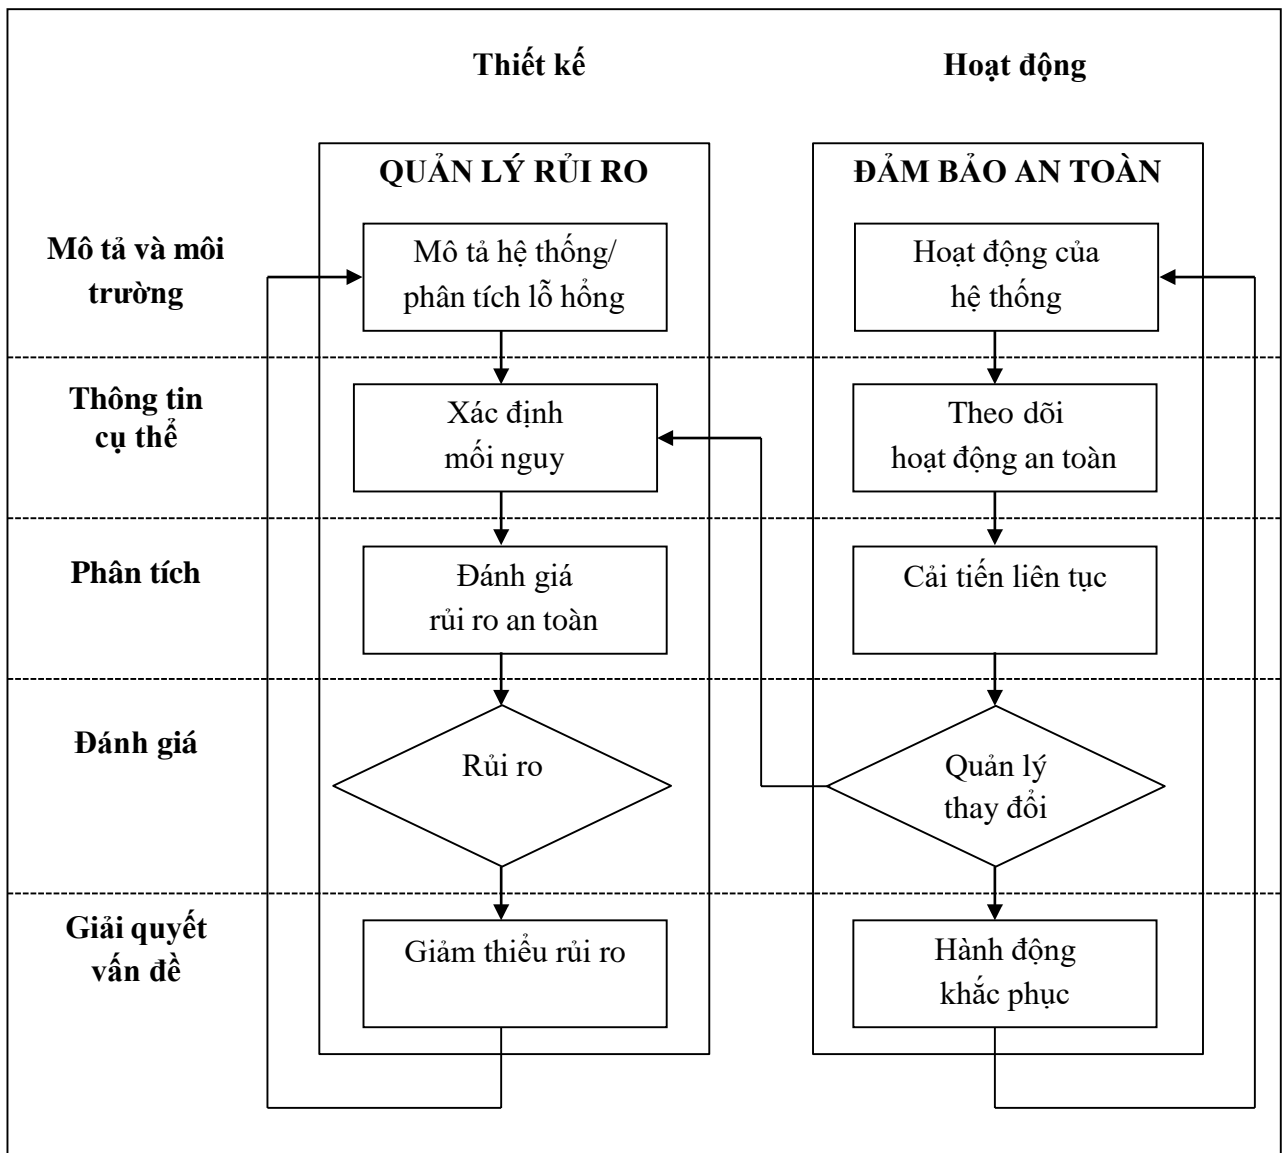 Thiết kế
Hoạt động
QUẢN LÝ RỦI RO
ĐẢM BẢO AN TOÀN
Mô tả và môi
trường
Mô tả hệ thống/
phân tích lỗ hổng
Hoạt động của
hệ thống
Thông tin
cụ thể
Xác định
mối nguy
Theo dõi
hoạt động an toàn
Phân tích
Đánh giá
rủi ro an toàn
Cải tiến liên tục
Đánh giá
Rủi ro
Quản lý
thay đổi
Giải quyết
vấn đề
Giảm thiểu rủi ro
Hành động
khắc phục